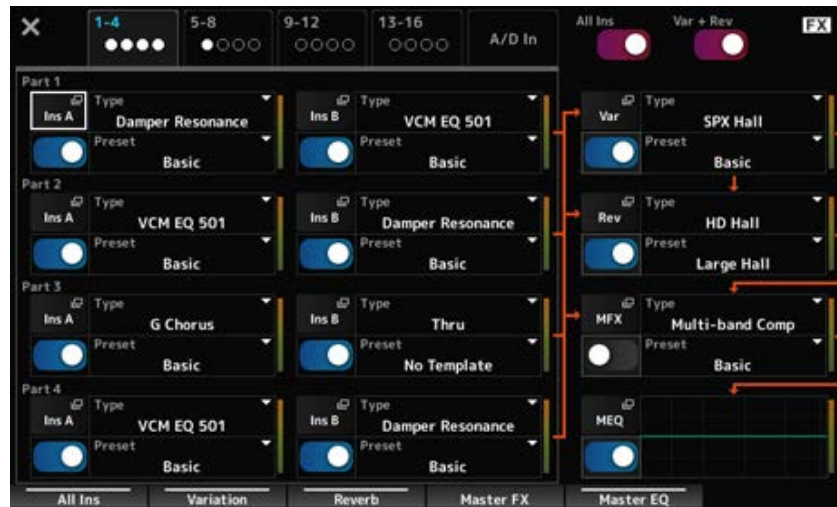 1-4 5-8 9-12 13-16 A/D In All Ins Var + Rev FX
Part 1
Ins A Type Damper Resonance Ins B Type VCM EQ 501 Var Type SPX Hall
Preset Basic Preset Basic Preset Basic
Part 2
Ins A Type VCM EQ 501 Ins B Type Damper Resonance Rev Type HD Hall
Preset Basic Preset Basic Preset Large Hall
Part 3
Ins A Type G Chorus Ins B Type Thru MFX Type Multi-band Comp
Preset Basic Preset No Template Preset Basic
Part 4
Ins A Type VCM EQ 501 Ins B Type Damper Resonance MEQ
Preset Basic Preset Basic
All Ins Variation Reverb Master FX Master EQ